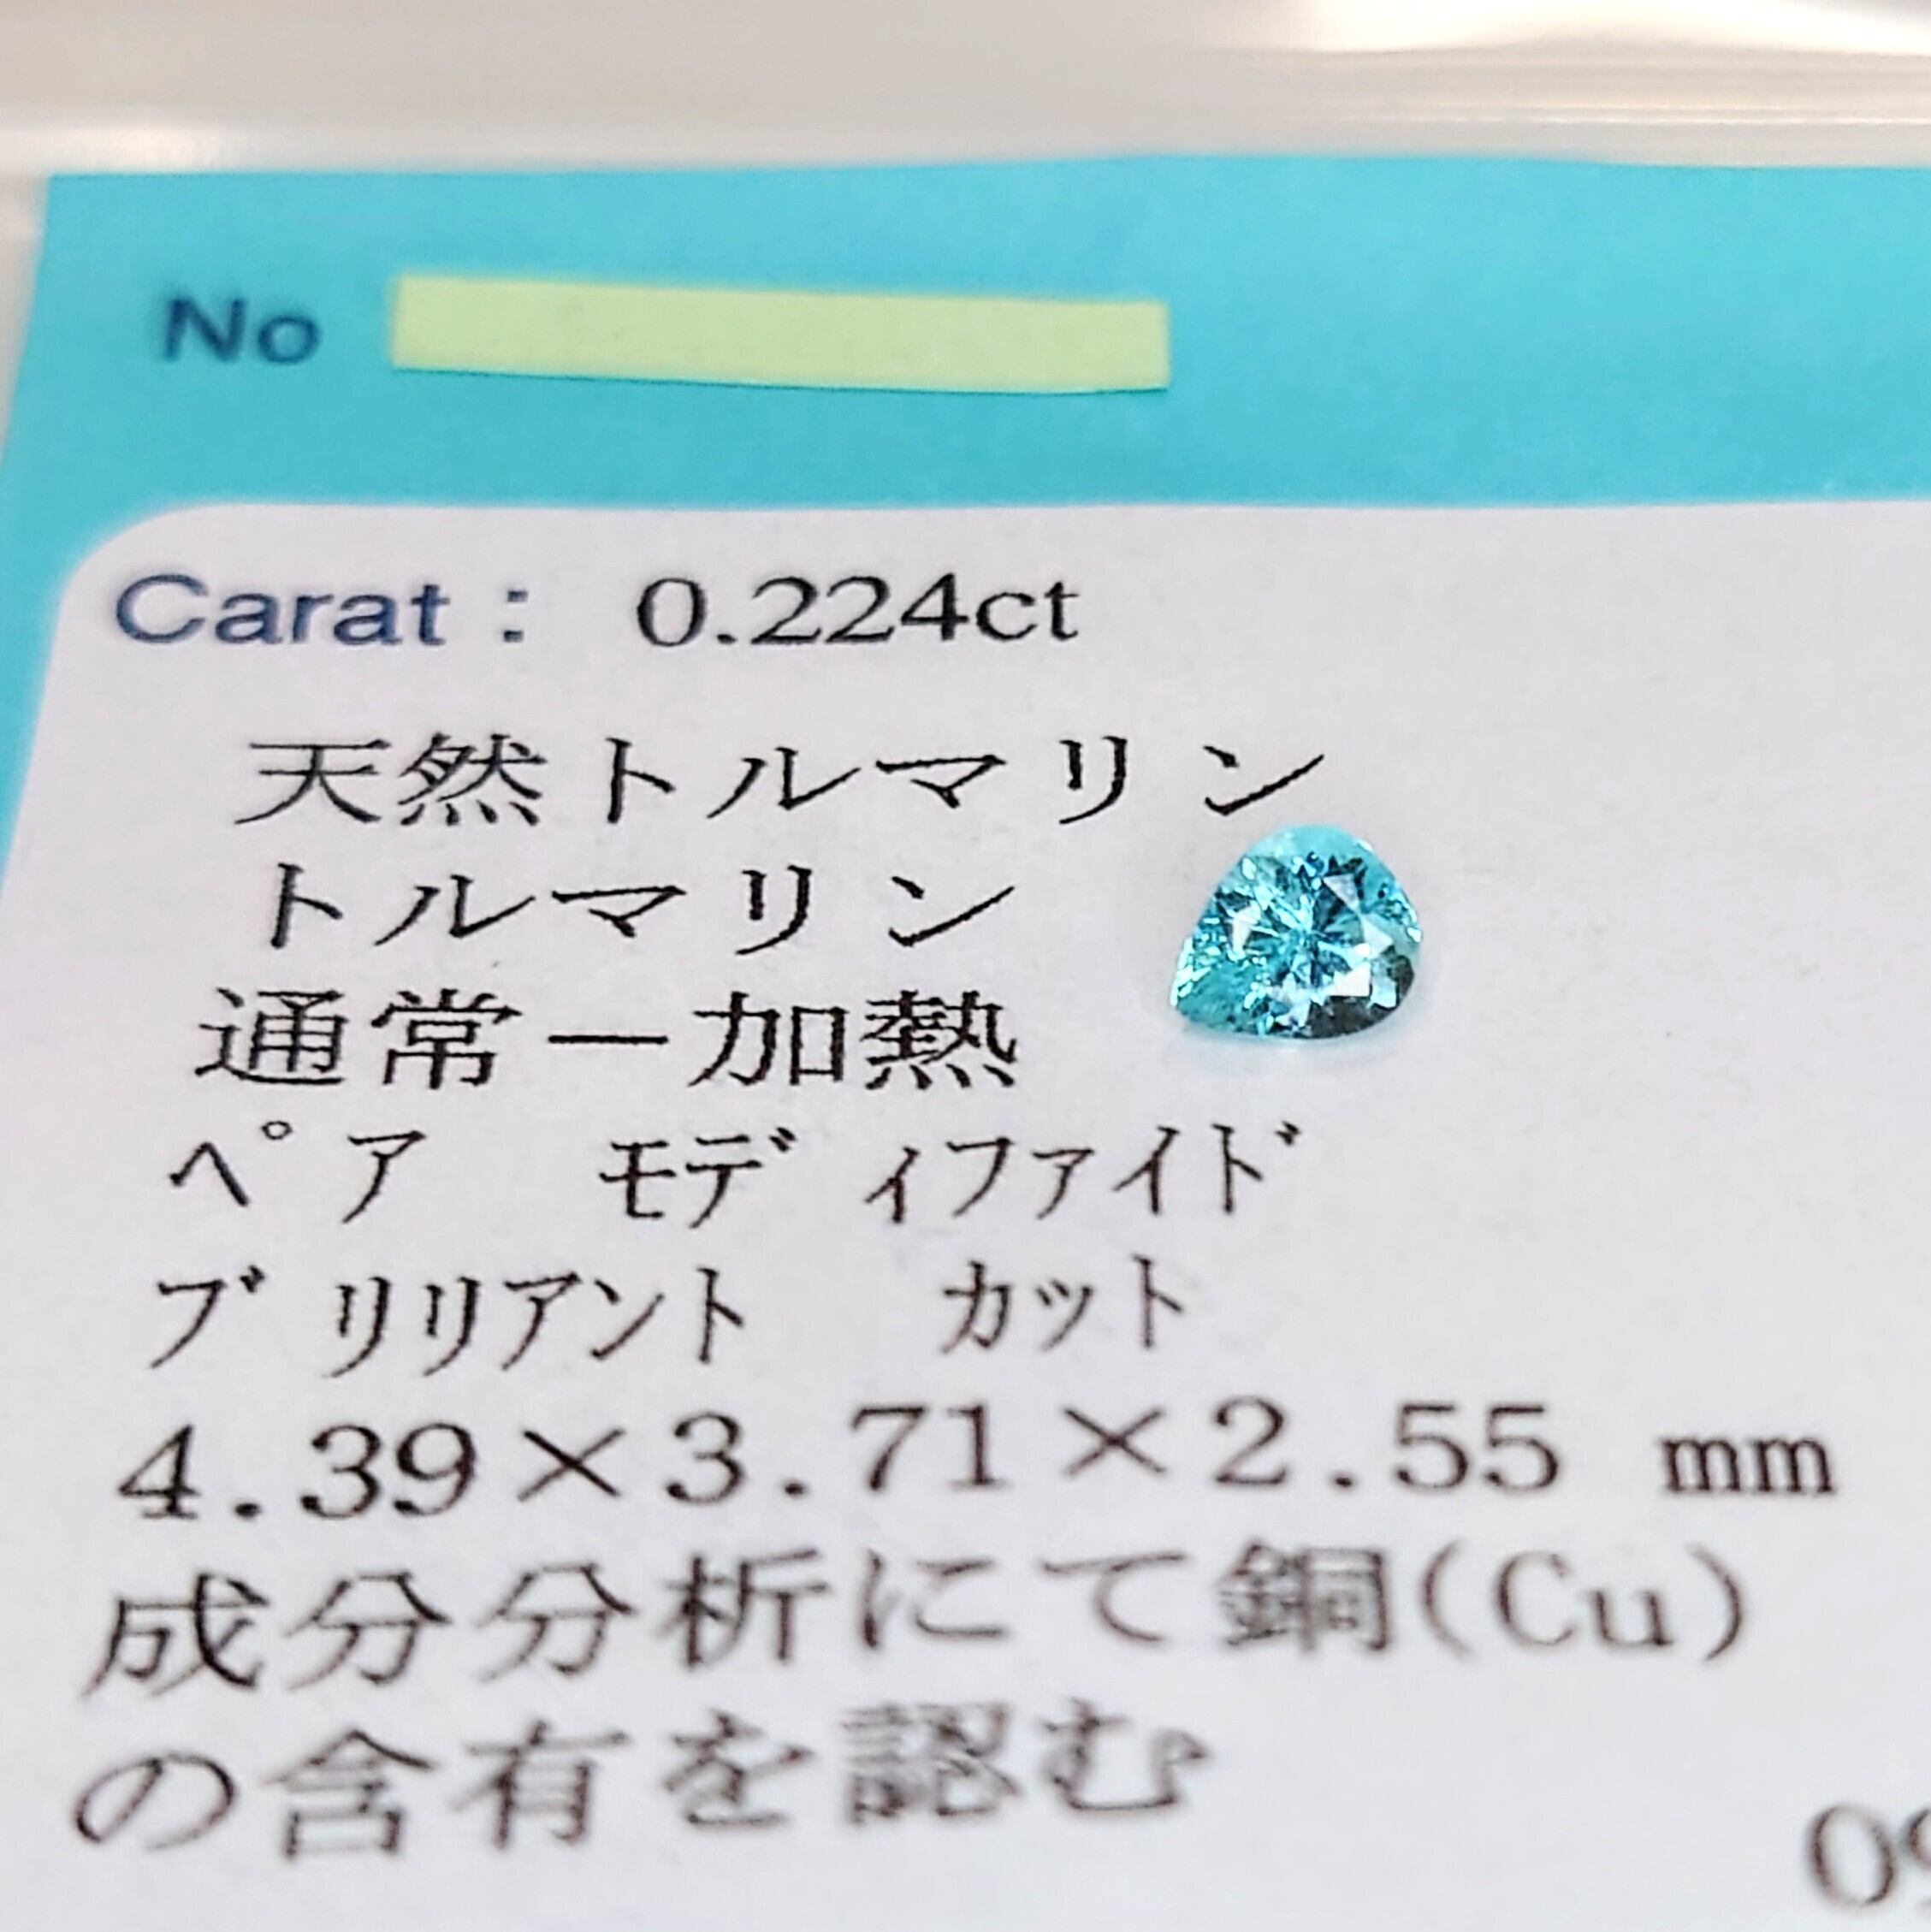 No
Carat : 0.224ct
天然トルマリン
トルマリン
通常―加熱
ペア モディファイド
ブリリアント カット
4.39×3.71×2.55 mm
成分分析にて銅(Cu)
の含有を認む